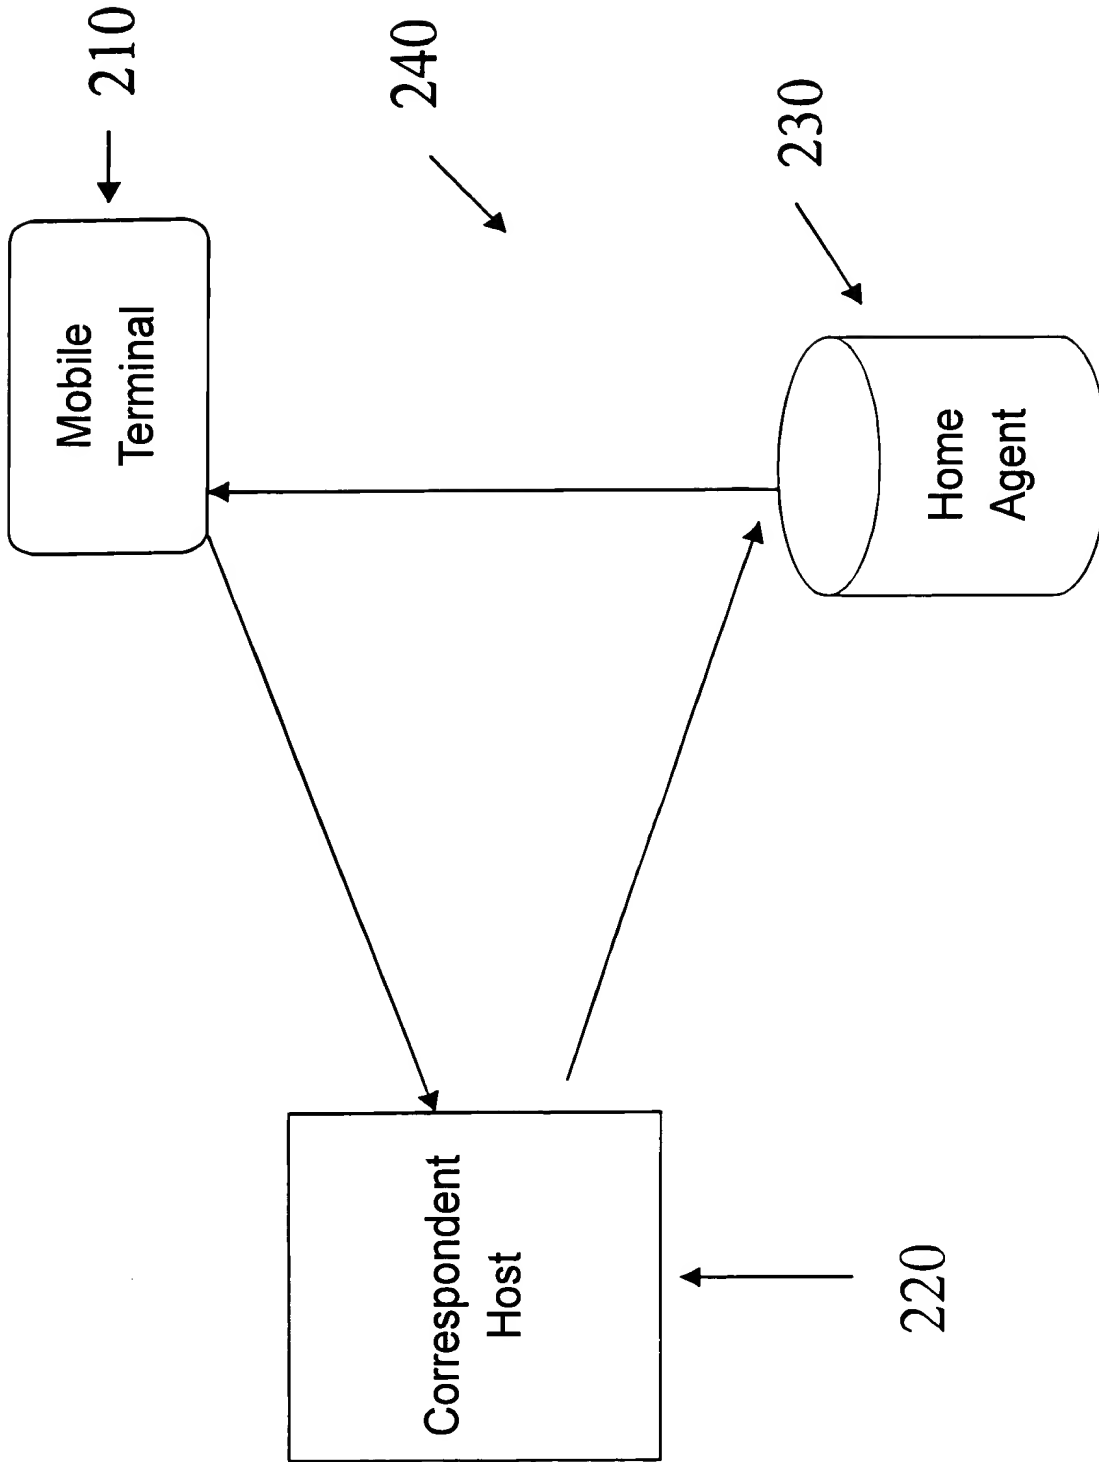 Mobile
Terminal
210
240
230
Home
Agent
Correspondent
Host
220